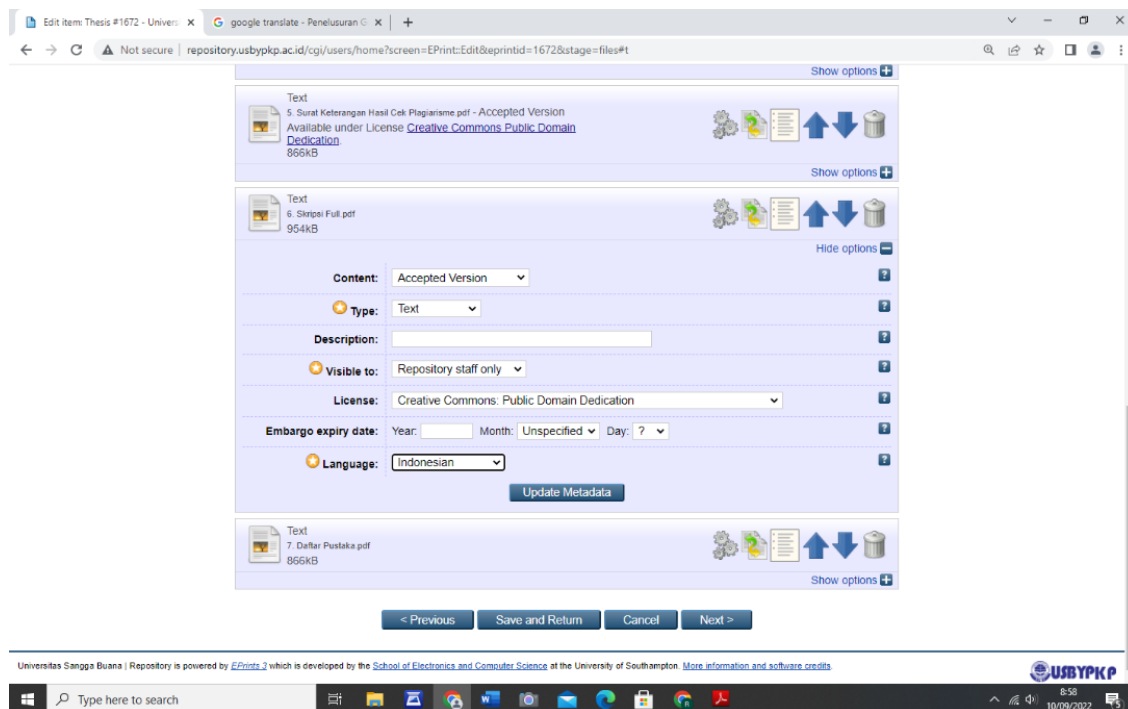 Edit item: Thesis #1672 - Univers
google translate - Penelusuran G
Not secure | repository.usbypkp.ac.id/cgi/users/home?screen=EPrint::Edit&eprintid=1672&stage=files#t
Show options
Text
5. Surat Keterangan Hasil Cek Plagiarisme.pdf - Accepted Version
Available under License Creative Commons Public Domain
Dedication.
866kB
Show options
Text
6. Skripsi Full.pdf
954kB
Hide options
Content: Accepted Version
Type: Text
Description:
Visible to: Repository staff only
License: Creative Commons: Public Domain Dedication
Embargo expiry date: Year: Month: Unspecified Day: ?
Language: Indonesian
Update Metadata
Text
7. Daftar Pustaka.pdf
866kB
Show options
< Previous Save and Return Cancel Next >
Universitas Sangga Buana | Repository is powered by EPrints 3 which is developed by the School of Electronics and Computer Science at the University of Southampton. More information and software credits.
USBYPKP
Type here to search
8:58
10/09/2022